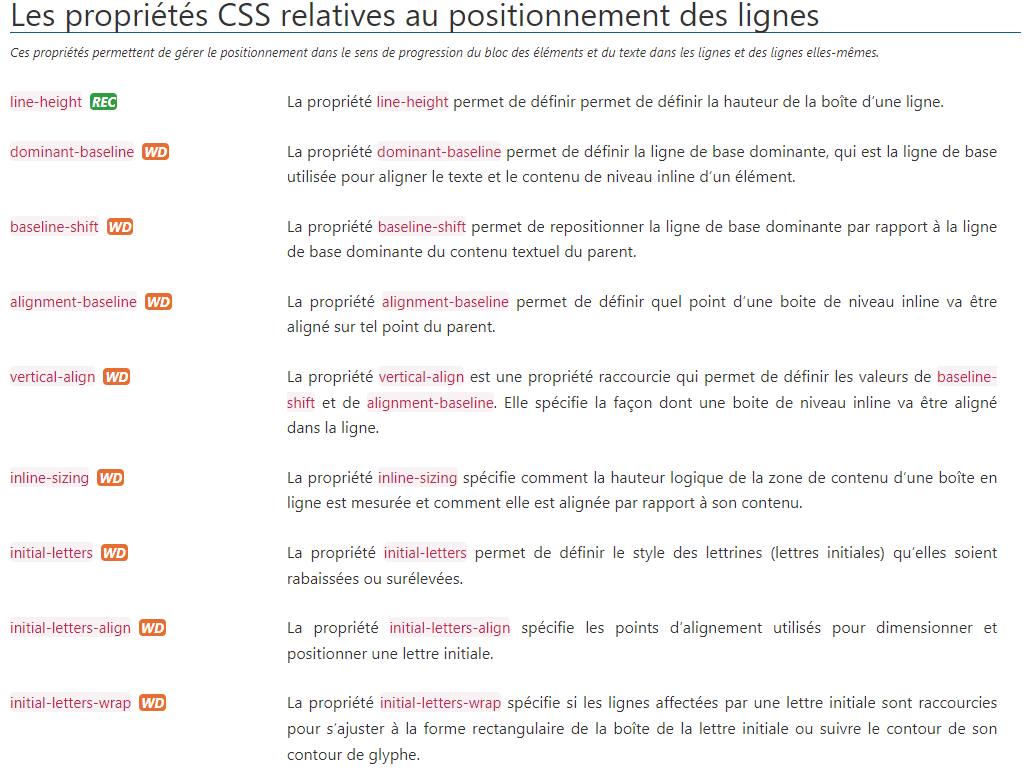 Les propriétés CSS relatives au positionnement des lignes
Ces propriétés permettent de gérer le positionnement dans le sens de progression du bloc des éléments et du texte dans les lignes et des lignes elles-mêmes.
line-height REC
La propriété line-height permet de définir permet de définir la hauteur de la boîte d’une ligne.
dominant-baseline WD
La propriété dominant-baseline permet de définir la ligne de base dominante, qui est la ligne de base
utilisée pour aligner le texte et le contenu de niveau inline d’un élément.
baseline-shift WD
La propriété baseline-shift permet de repositionner la ligne de base dominante par rapport à la ligne
de base dominante du contenu textuel du parent.
alignment-baseline WD
La propriété alignment-baseline permet de définir quel point d’une boite de niveau inline va être
aligné sur tel point du parent.
vertical-align WD
La propriété vertical-align est une propriété raccourcie qui permet de définir les valeurs de baseline-
shift et de alignment-baseline. Elle spécifie la façon dont une boite de niveau inline va être aligné
dans la ligne.
inline-sizing WD
La propriété inline-sizing spécifie comment la hauteur logique de la zone de contenu d’une boîte en
ligne est mesurée et comment elle est alignée par rapport à son contenu.
initial-letters WD
La propriété initial-letters permet de définir le style des lettrines (lettres initiales) qu’elles soient
rabaissées ou surélevées.
initial-letters-align WD
La propriété initial-letters-align spécifie les points d’alignement utilisés pour dimensionner et
positionner une lettre initiale.
initial-letters-wrap WD
La propriété initial-letters-wrap spécifie si les lignes affectées par une lettre initiale sont raccourcies
pour s’ajuster à la forme rectangulaire de la boîte de la lettre initiale ou suivre le contour de son
contour de glyphe.